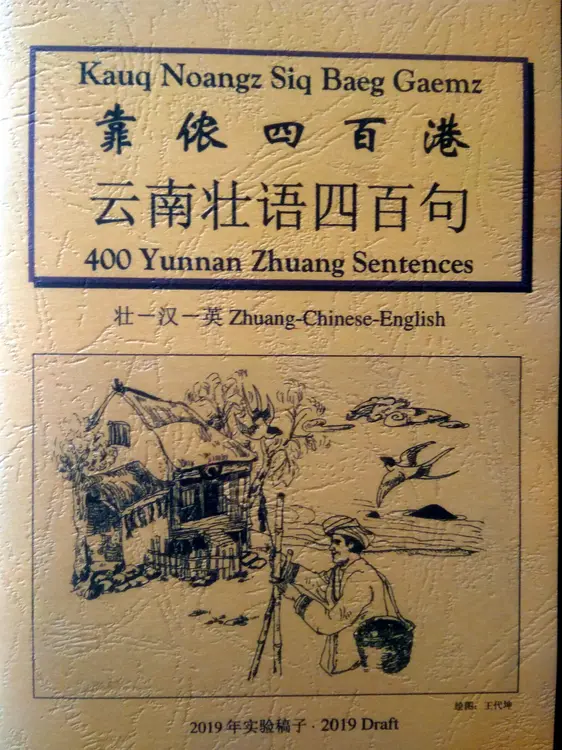 Kauq Noangz Siq Baeg Gaemz
靠侬四百港
云南壮语四百句
400 Yunnan Zhuang Sentences
壮一汉一英 Zhuang-Chinese-English
绘图：王代坤
2019年实验稿子 · 2019 Draft